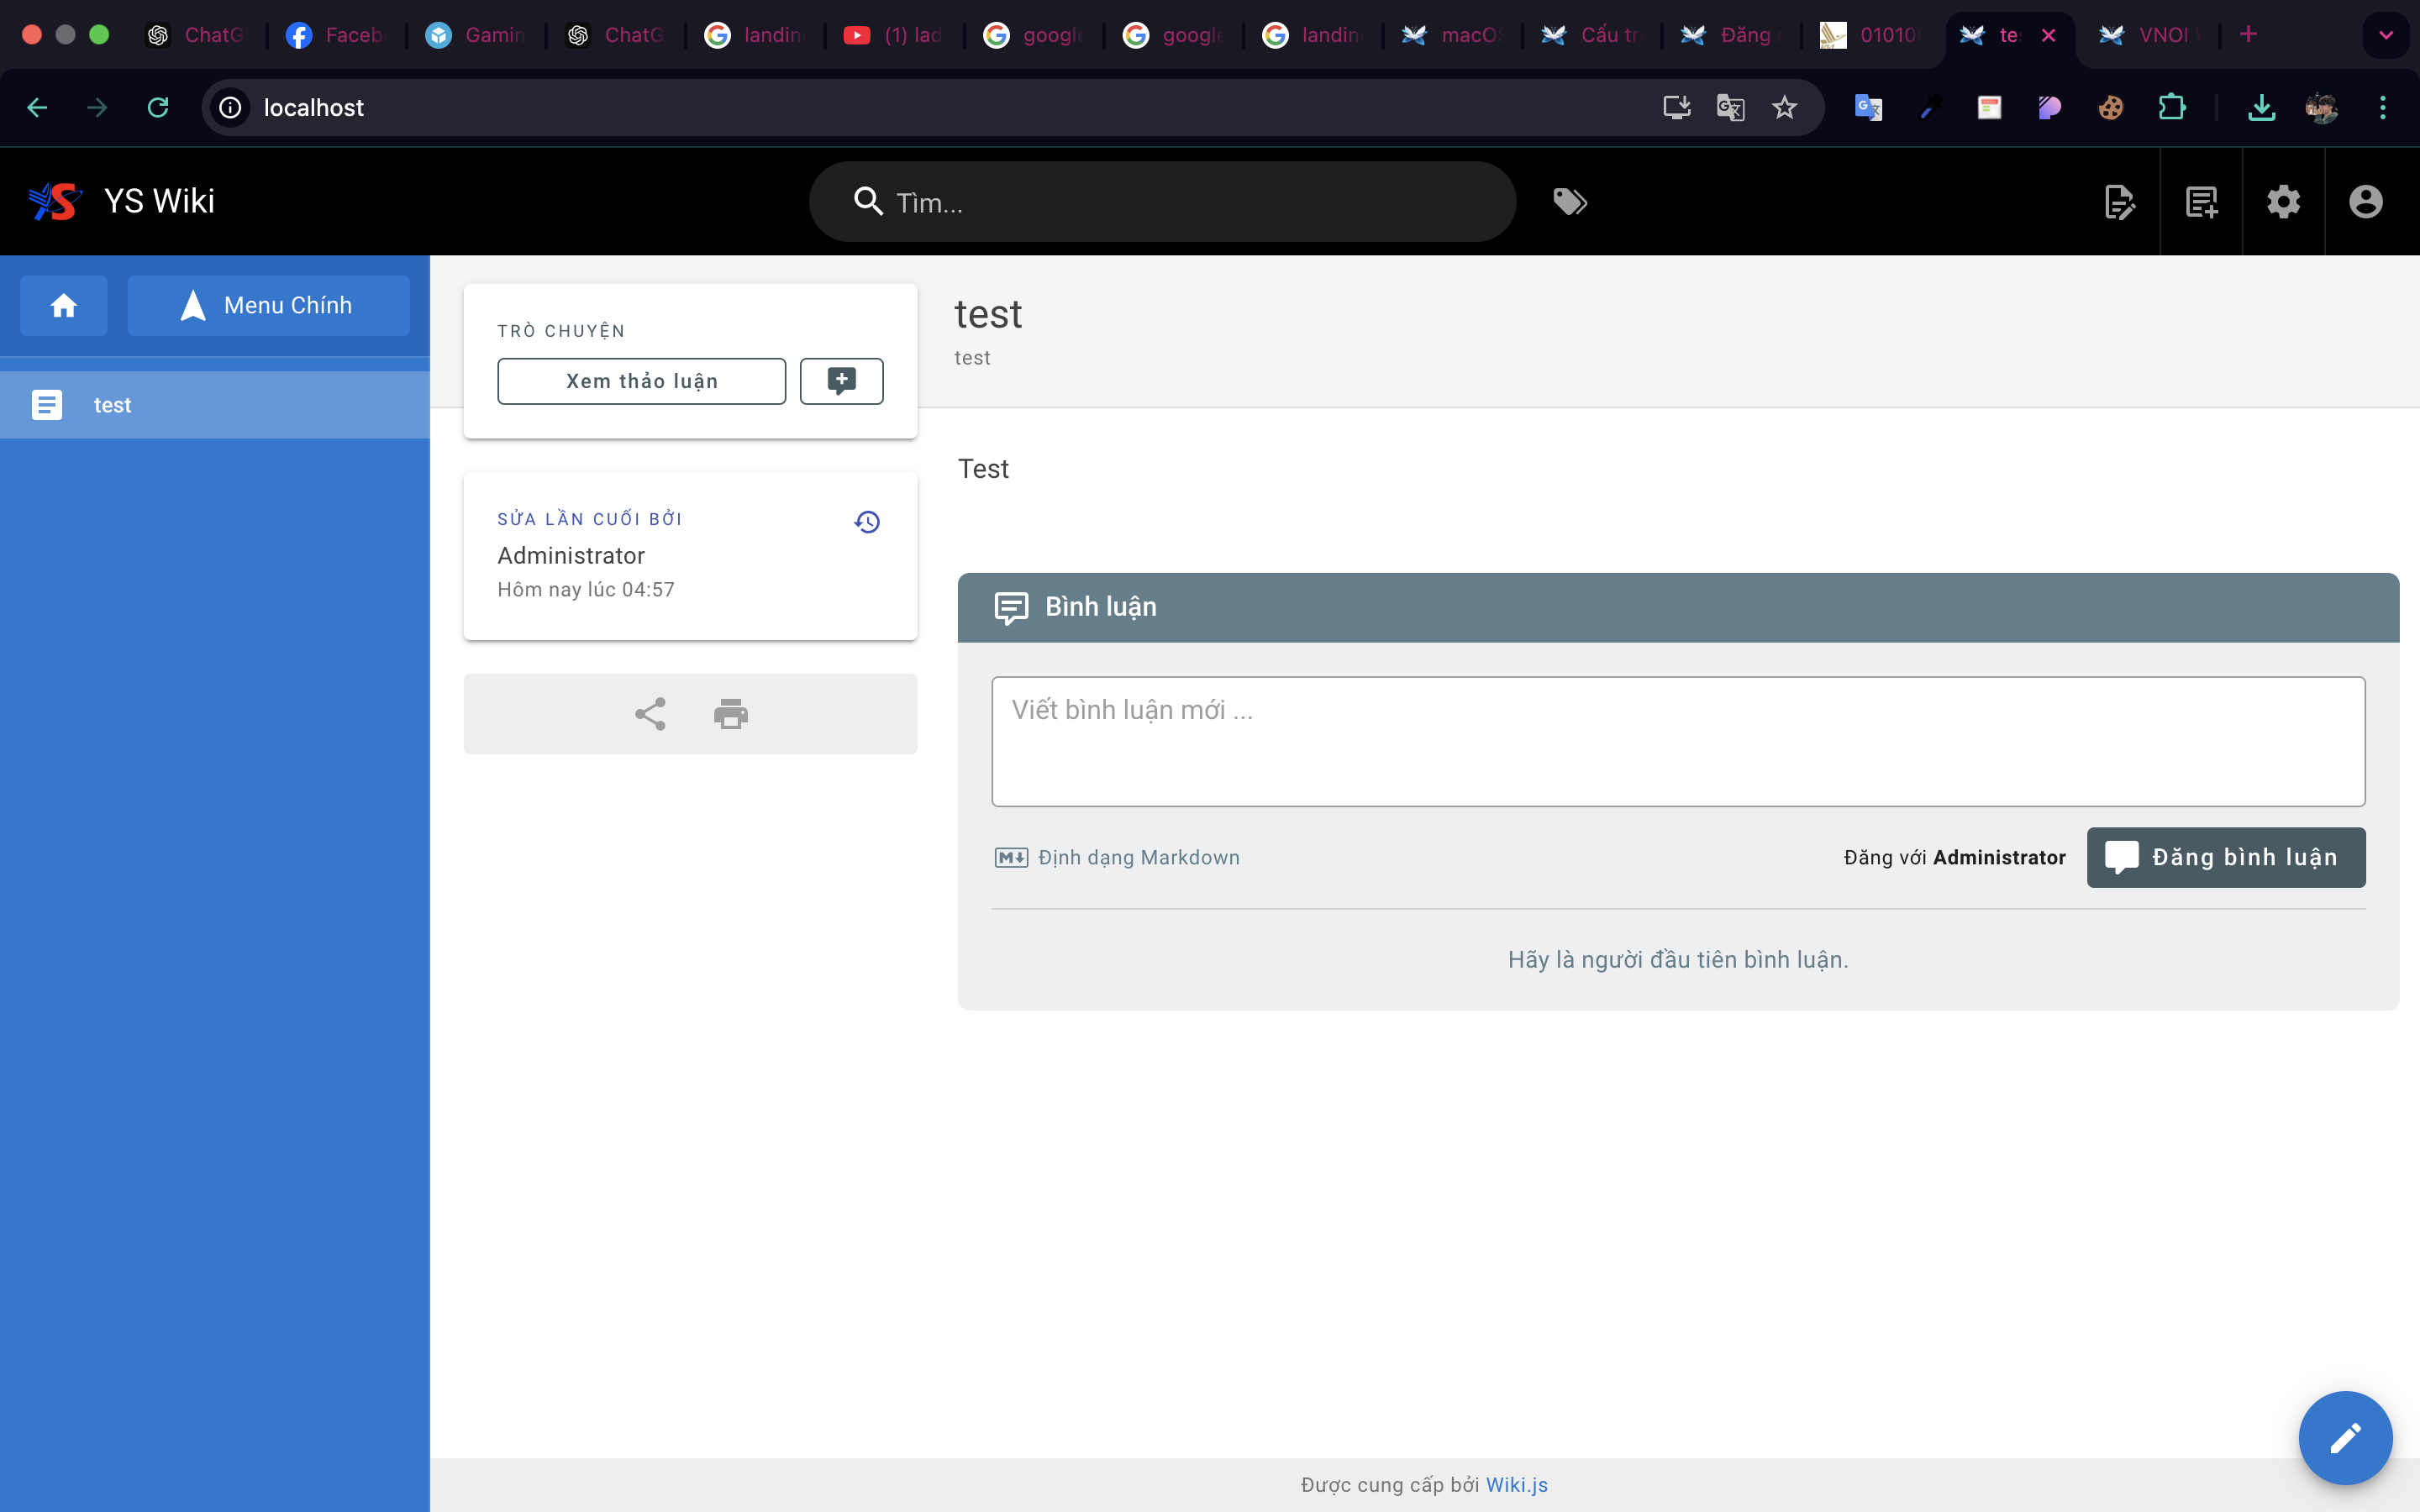 ChatG
Faceb
Gamin
ChatG
landin
(1) lad
google
google
landin
macO
Cấu tr
Đăng
01010
te
VNOI
localhost
YS Wiki
Tìm...
Menu Chính
test
TRÒ CHUYỆN
Xem thảo luận
SỬA LẦN CUỐI BỞI
Administrator
Hôm nay lúc 04:57
test
test
Test
Bình luận
Viết bình luận mới ...
Định dạng Markdown
Đăng với Administrator
Đăng bình luận
Hãy là người đầu tiên bình luận.
Được cung cấp bởi Wiki.js